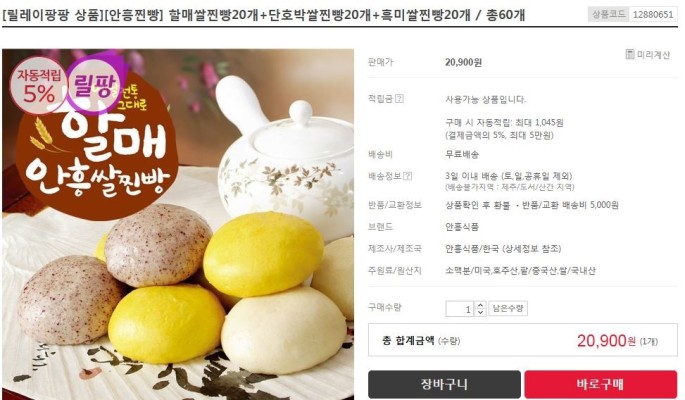 [릴레이팡팡 상품][안흥찐빵] 할매쌀찐빵20개+단호박쌀찐빵20개+흑미쌀찐빵20개 / 총60개
상품코드 12880651
자동적립
5%
릴팡
전통
그대로
할매
안흥쌀찐빵
미리계산
판매가 20,900원
적립금 ? 사용가능 상품입니다.
구매 시 자동적립: 최대 1,045원
(결제금액의 5%, 최대 5만원)
배송비 무료배송
배송정보 ? 3일 이내 배송 (토,일,공휴일 제외)
(배송불가지역 : 제주/도서/산간 지역)
반품/교환정보 상품확인 후 환불 · 반품/교환 배송비 5,000원
브랜드 안흥식품
제조사/제조국 안흥식품/한국 (상세정보 참조)
주원료/원산지 소맥분/미국,호주산,팥/중국산,쌀/국내산
구매수량 1 남은수량
총 합계금액 (수량) 20,900원 (1개)
장바구니 바로구매